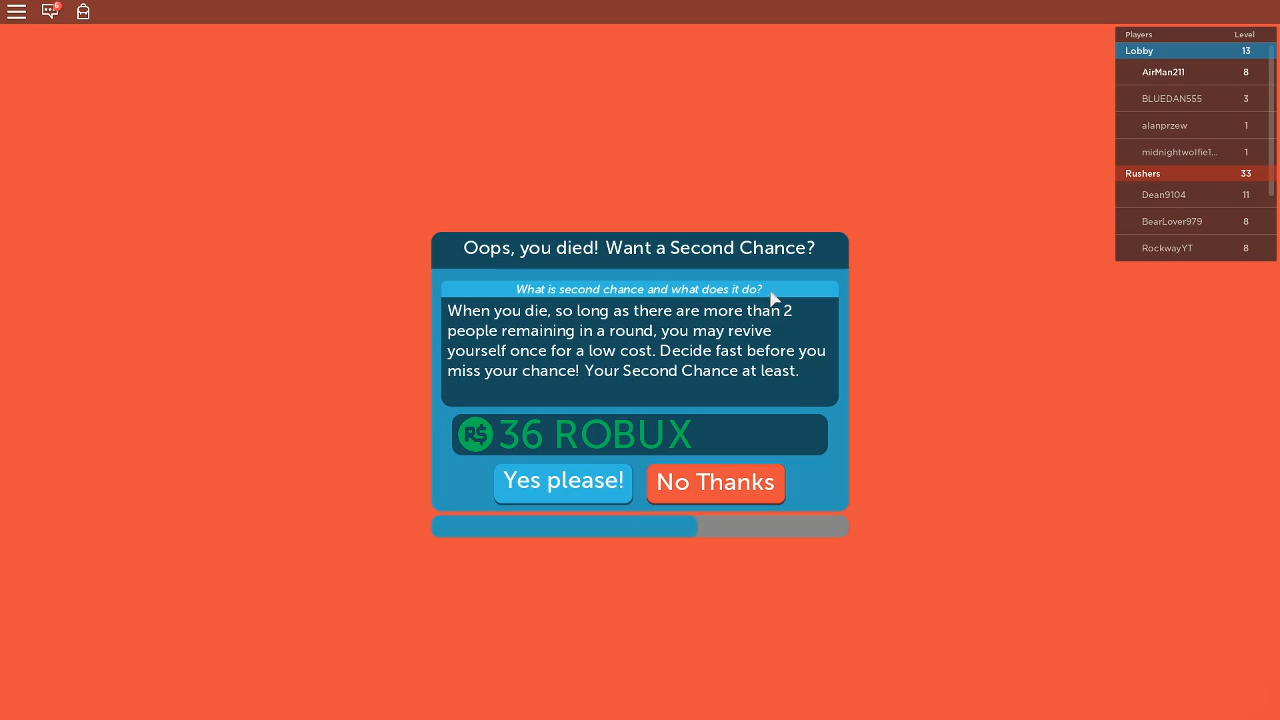 6
Players Level
Lobby 13
AirMan211 8
BLUEDAN555 3
alanprzew 1
midnightwolfie1... 1
Rushers 33
Dean9104 11
BearLover979 8
RockwayYT 8
Oops, you died! Want a Second Chance?
What is second chance and what does it do?
When you die, so long as there are more than 2
people remaining in a round, you may revive
yourself once for a low cost. Decide fast before you
miss your chance! Your Second Chance at least.
R$ 36 ROBUX
Yes please! No Thanks